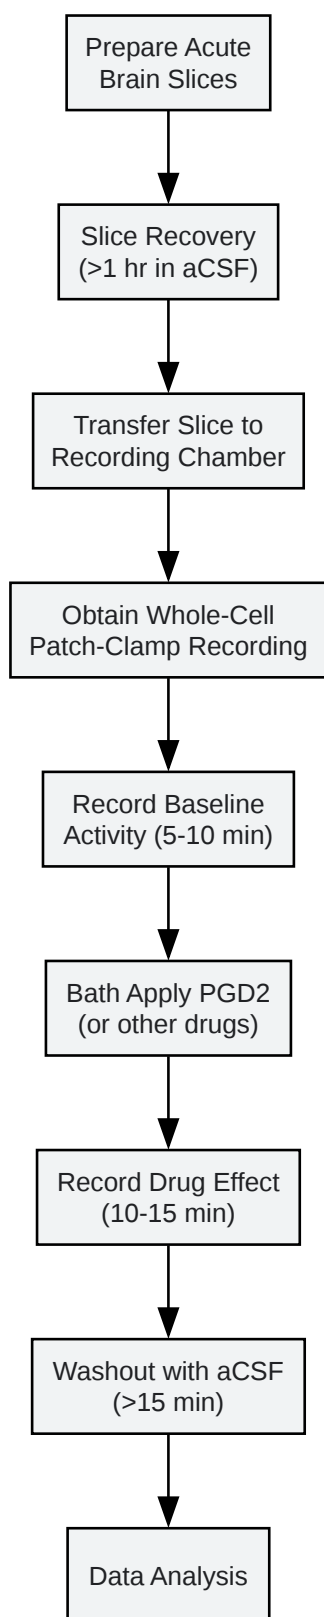 Prepare Acute
Brain Slices
Slice Recovery
(>1 hr in aCSF)
Transfer Slice to
Recording Chamber
Obtain Whole-Cell
Patch-Clamp Recording
Record Baseline
Activity (5-10 min)
Bath Apply PGD2
(or other drugs)
Record Drug Effect
(10-15 min)
Washout with aCSF
(>15 min)
Data Analysis